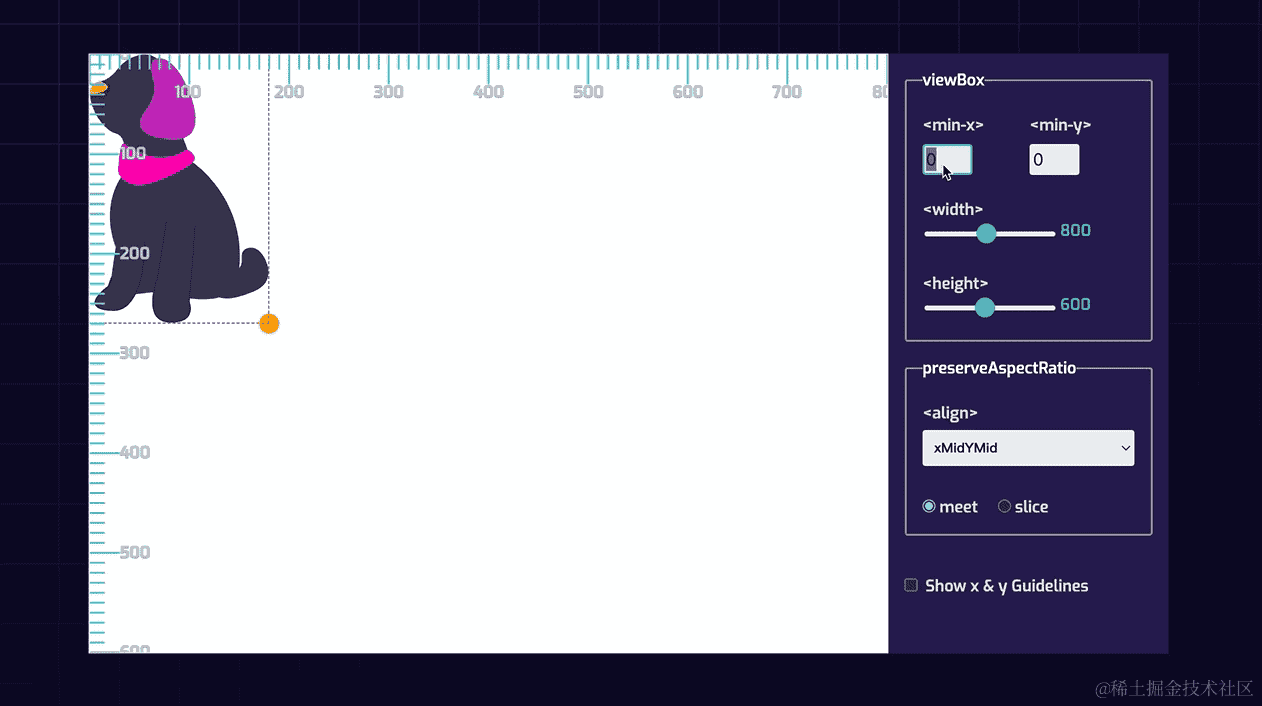 100 200 300 400 500 600 700 80
100
200
300
400
500
600
viewBox
<min-x> <min-y>
0 0
<width>
800
<height>
600
preserveAspectRatio
<align>
xMidYMid
meet slice
Show x & y Guidelines
@稀土掘金技术社区